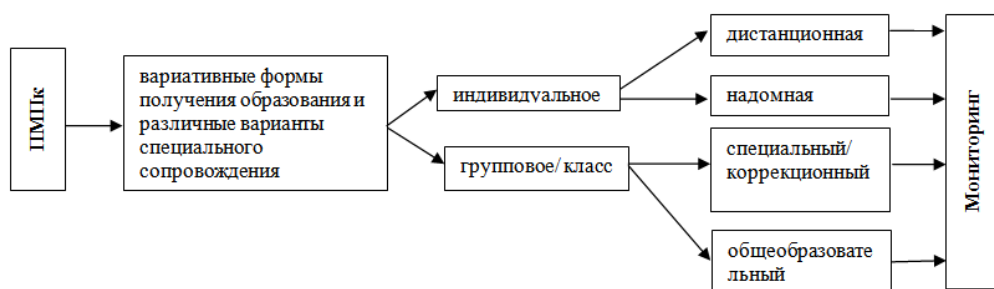 ПМПк
вариативные формы
получения образования и
различные варианты
специального
сопровождения
индивидуальное
групповое/класс
дистанционная
надомная
специальный/
коррекционный
общеобразовате
льный
Мониторинг